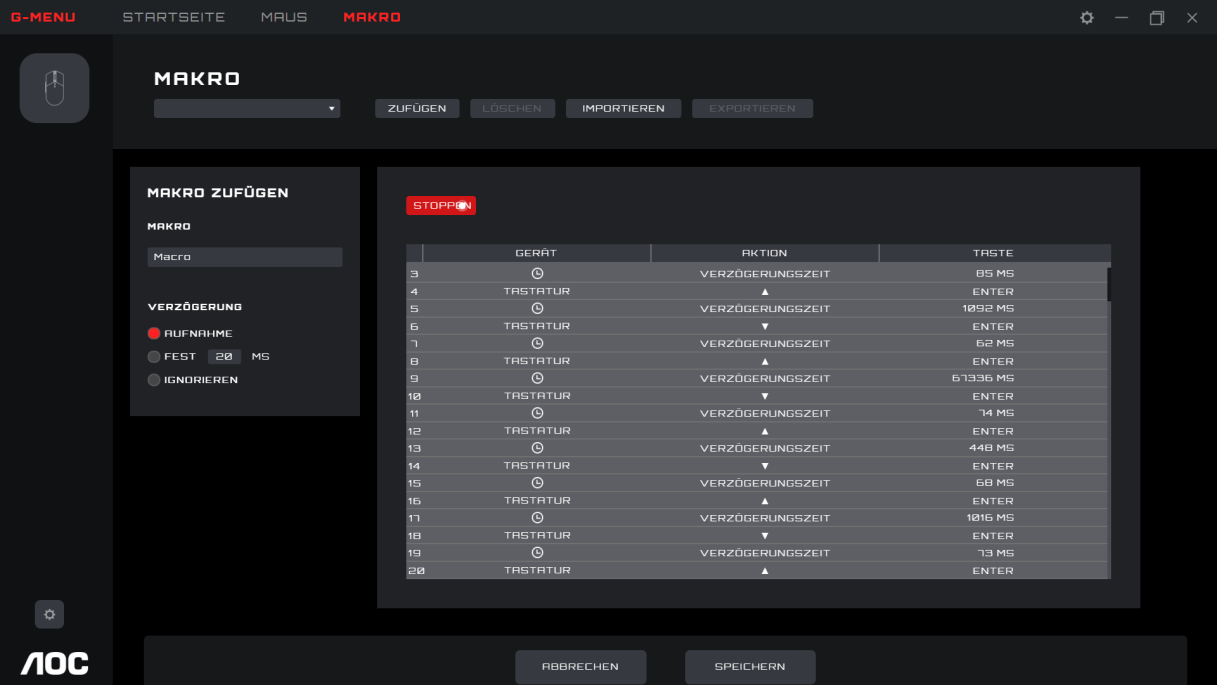 G-MENU STARTSEITE MAUS MAKRO
MAKRO
ZUFÜGEN LÖSCHEN IMPORTIEREN EXPORTIEREN
MAKRO ZUFÜGEN
MAKRO
Macro
VERZÖGERUNG
AUFNAHME
FEST 20 MS
IGNORIEREN
STOPPEN
GERÄT AKTION TASTE
3 VERZÖGERUNGSZEIT 85 MS
4 TASTATUR ▲ ENTER
5 VERZÖGERUNGSZEIT 1092 MS
6 TASTATUR ▼ ENTER
7 VERZÖGERUNGSZEIT 62 MS
8 TASTATUR ▲ ENTER
9 VERZÖGERUNGSZEIT 67336 MS
10 TASTATUR ▼ ENTER
11 VERZÖGERUNGSZEIT 74 MS
12 TASTATUR ▲ ENTER
13 VERZÖGERUNGSZEIT 448 MS
14 TASTATUR ▼ ENTER
15 VERZÖGERUNGSZEIT 68 MS
16 TASTATUR ▲ ENTER
17 VERZÖGERUNGSZEIT 1016 MS
18 TASTATUR ▼ ENTER
19 VERZÖGERUNGSZEIT 73 MS
20 TASTATUR ▲ ENTER
ABBRECHEN SPEICHERN
AOC